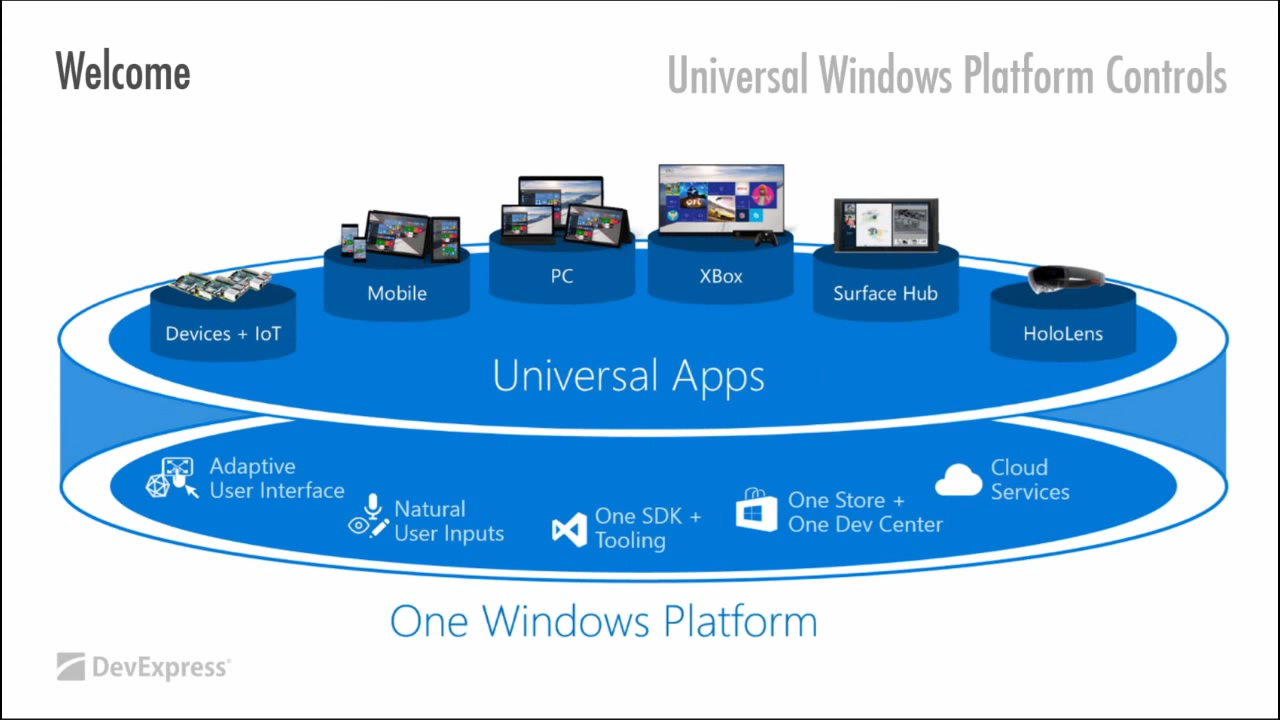 Welcome
Universal Windows Platform Controls
Devices + IoT
Mobile
PC
XBox
Surface Hub
HoloLens
Universal Apps
Adaptive
User Interface
Natural
User Inputs
One SDK +
Tooling
One Store +
One Dev Center
Cloud
Services
One Windows Platform
DevExpress